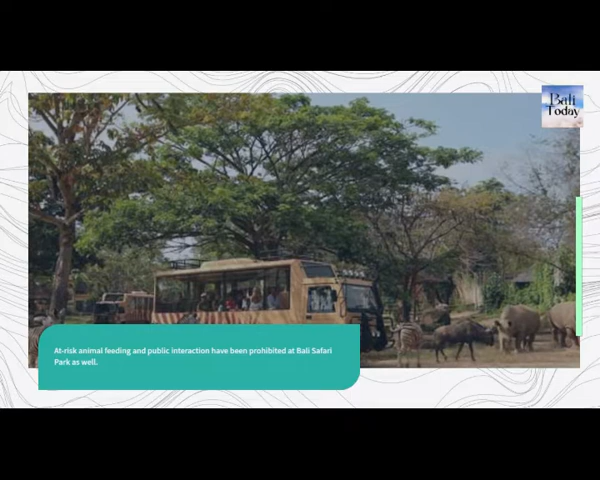 Bali
Today
At-risk animal feeding and public interaction have been prohibited at Bali Safari
Park as well.